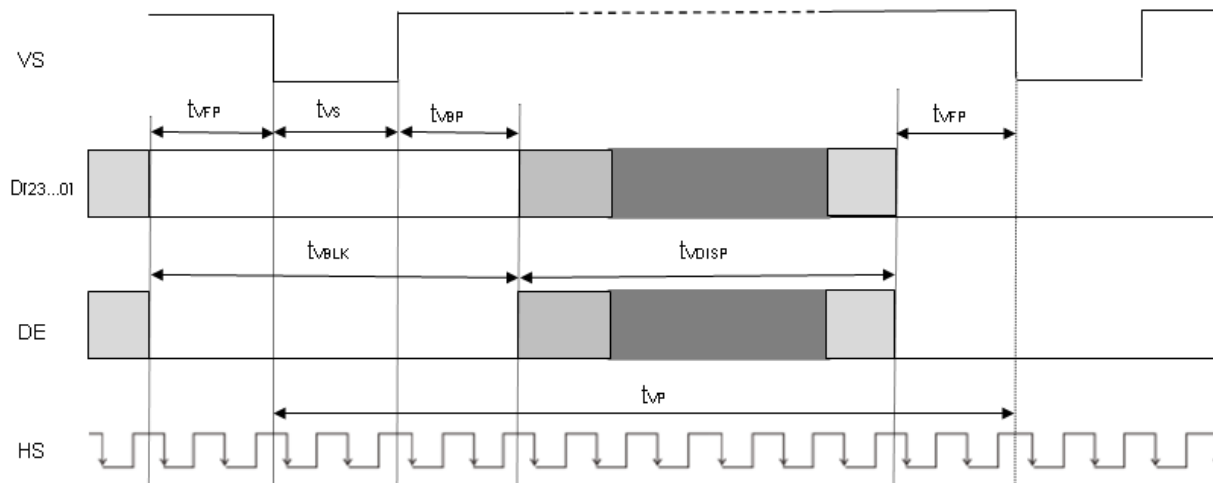 VS
tVFP
tVS
tVBP
tVFP
D[23...0]
tVBLK
tVDISP
DE
tVP
HS